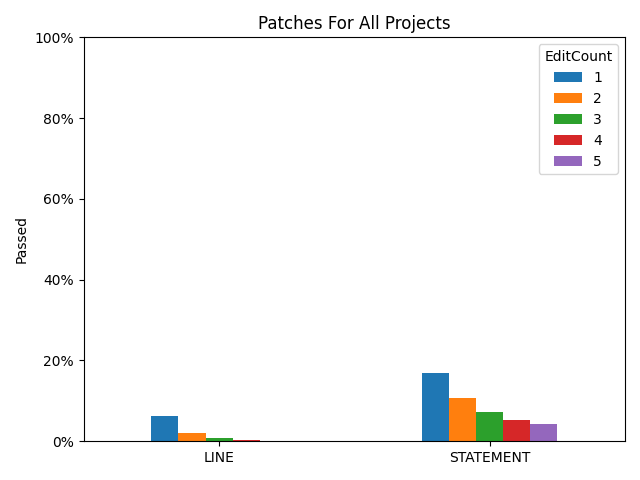 Patches For All Projects
100%
80%
60%
40%
20%
0%
Passed
EditCount
1
2
3
4
5
LINE
STATEMENT